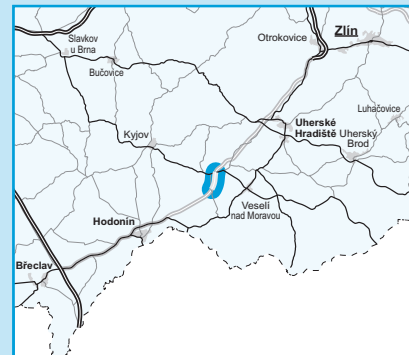 Zlín
Otrokovice
Slavkov
u Brna
Bučovice
Luhačovice
Uherské
Hradiště
Uherský
Brod
Kyjov
Veselí
nad Moravou
Hodonín
Břeclav